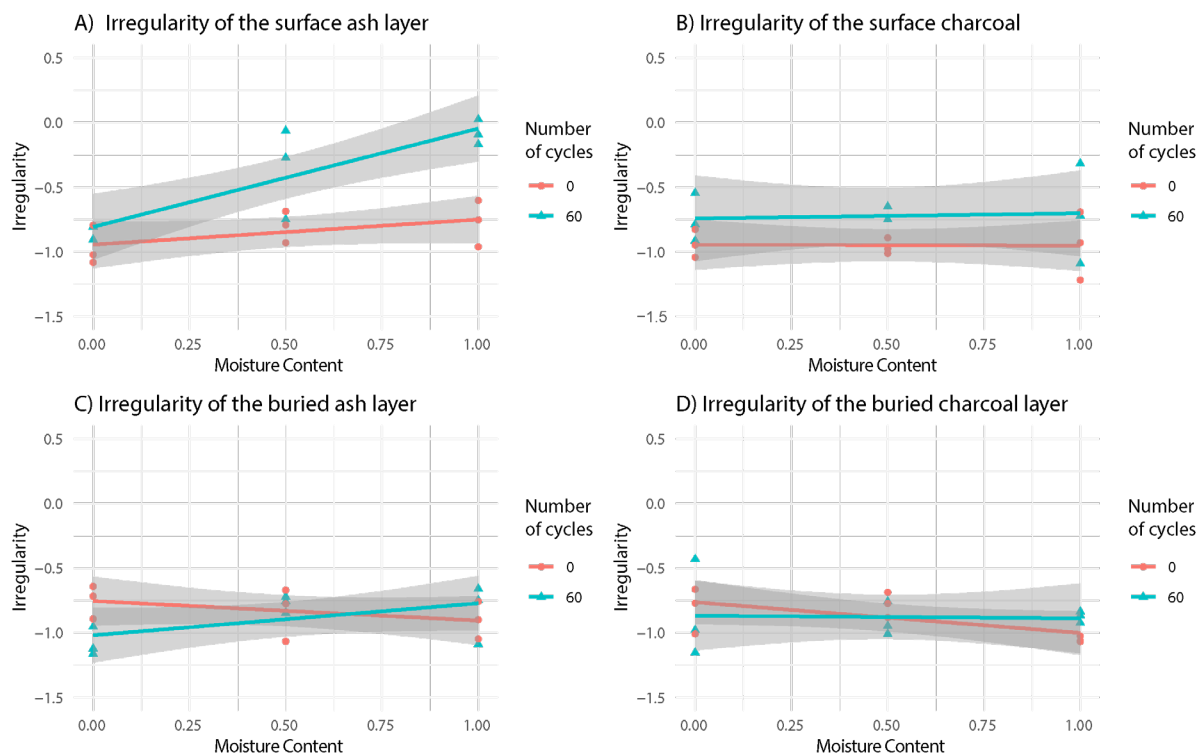 A) Irregularity of the surface ash layer
0.5
0.0
−0.5
−1.0
−1.5
Irregularity
0.00 0.25 0.50 0.75 1.00
Moisture Content
Number
of cycles
0
60
B) Irregularity of the surface charcoal
0.5
0.0
−0.5
−1.0
−1.5
Irregularity
0.00 0.25 0.50 0.75 1.00
Moisture Content
Number
of cycles
0
60
C) Irregularity of the buried ash layer
0.5
0.0
−0.5
−1.0
−1.5
Irregularity
0.00 0.25 0.50 0.75 1.00
Moisture Content
Number
of cycles
0
60
D) Irregularity of the buried charcoal layer
0.5
0.0
−0.5
−1.0
−1.5
Irregularity
0.00 0.25 0.50 0.75 1.00
Moisture Content
Number
of cycles
0
60